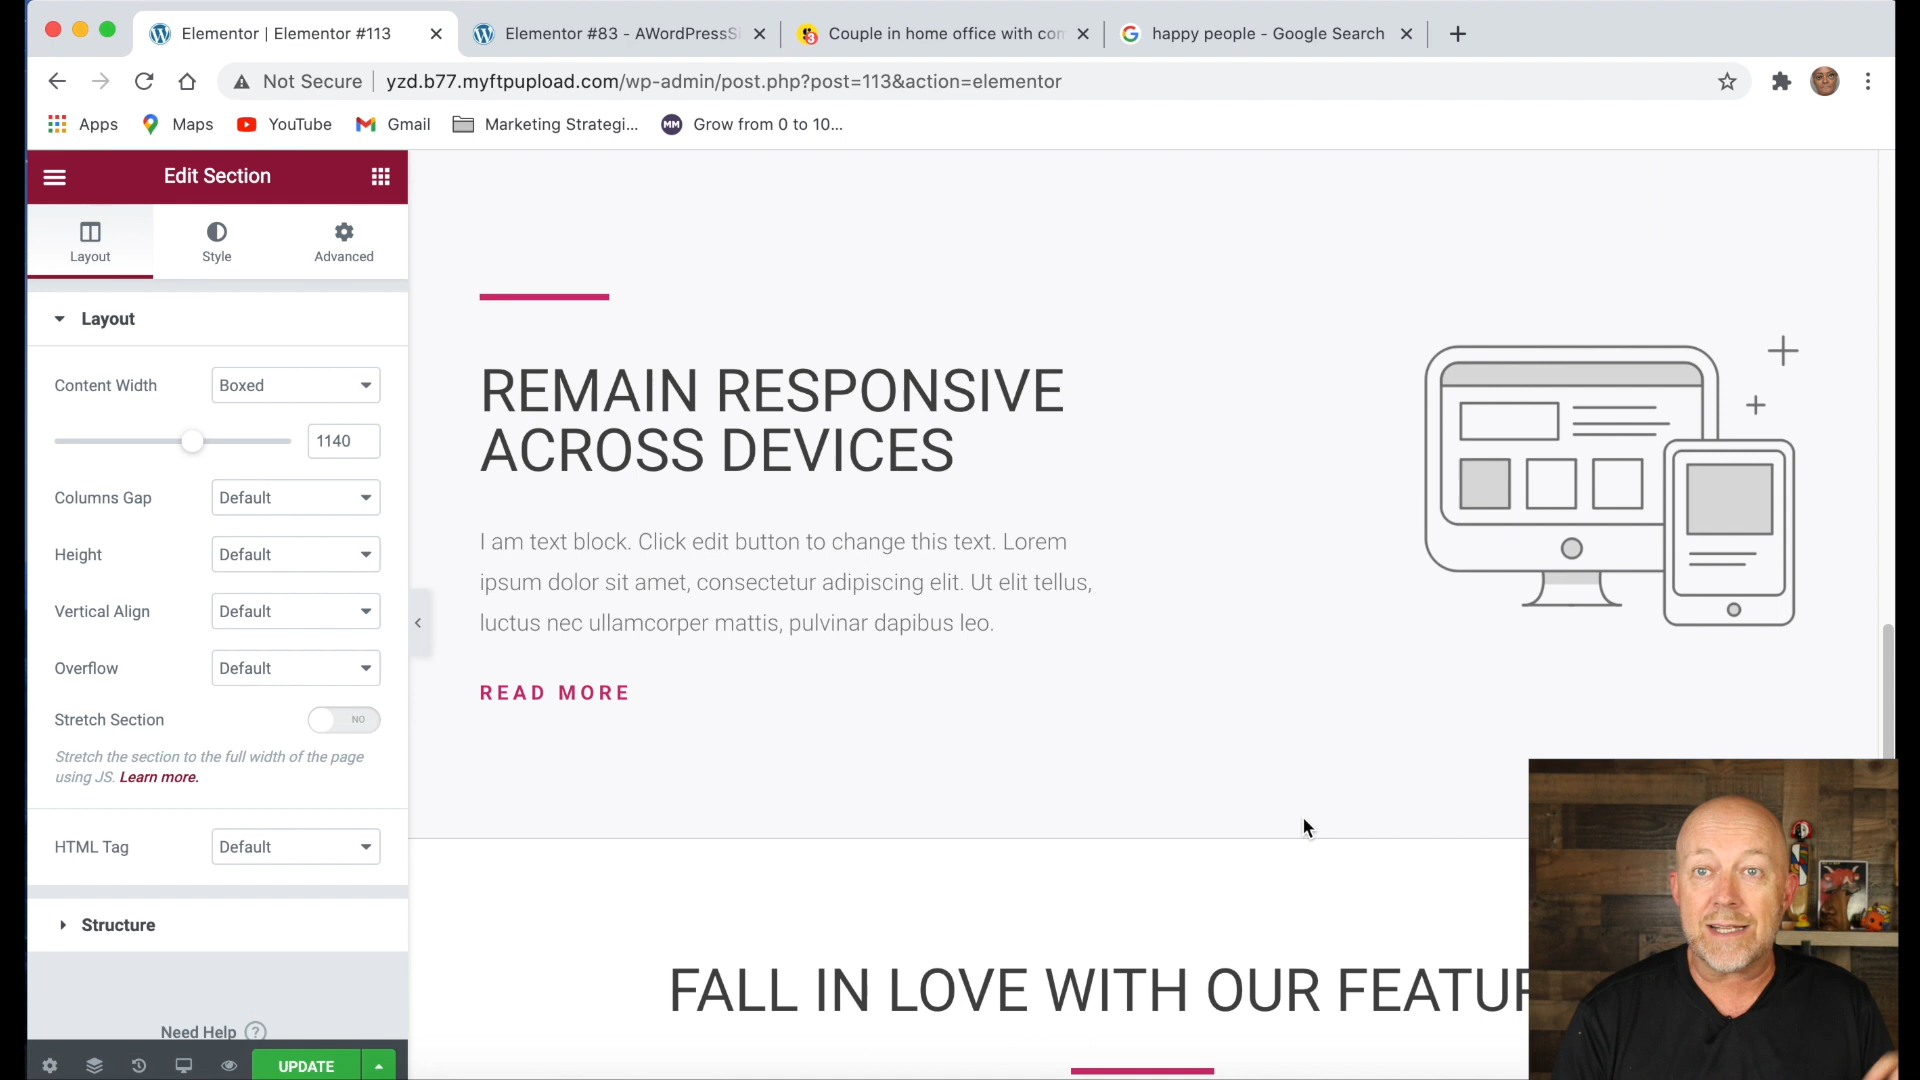 Elementor | Elementor #113
Elementor #83 - AWordPressSi
Couple in home office with com
happy people - Google Search
Not Secure
yzd.b77.myftpupload.com/wp-admin/post.php?post=113&action=elementor
Apps
Maps
YouTube
Gmail
Marketing Strategi...
MM
Grow from 0 to 10...
Edit Section
Layout
Style
Advanced
Layout
Content Width
Boxed
1140
Columns Gap
Default
Height
Default
Vertical Align
Default
Overflow
Default
Stretch Section
NO
Stretch the section to the full width of the page
using JS. Learn more.
HTML Tag
Default
Structure
Need Help ?
UPDATE
REMAIN RESPONSIVE
ACROSS DEVICES
I am text block. Click edit button to change this text. Lorem
ipsum dolor sit amet, consectetur adipiscing elit. Ut elit tellus,
luctus nec ullamcorper mattis, pulvinar dapibus leo.
READ MORE
FALL IN LOVE WITH OUR FEATUR